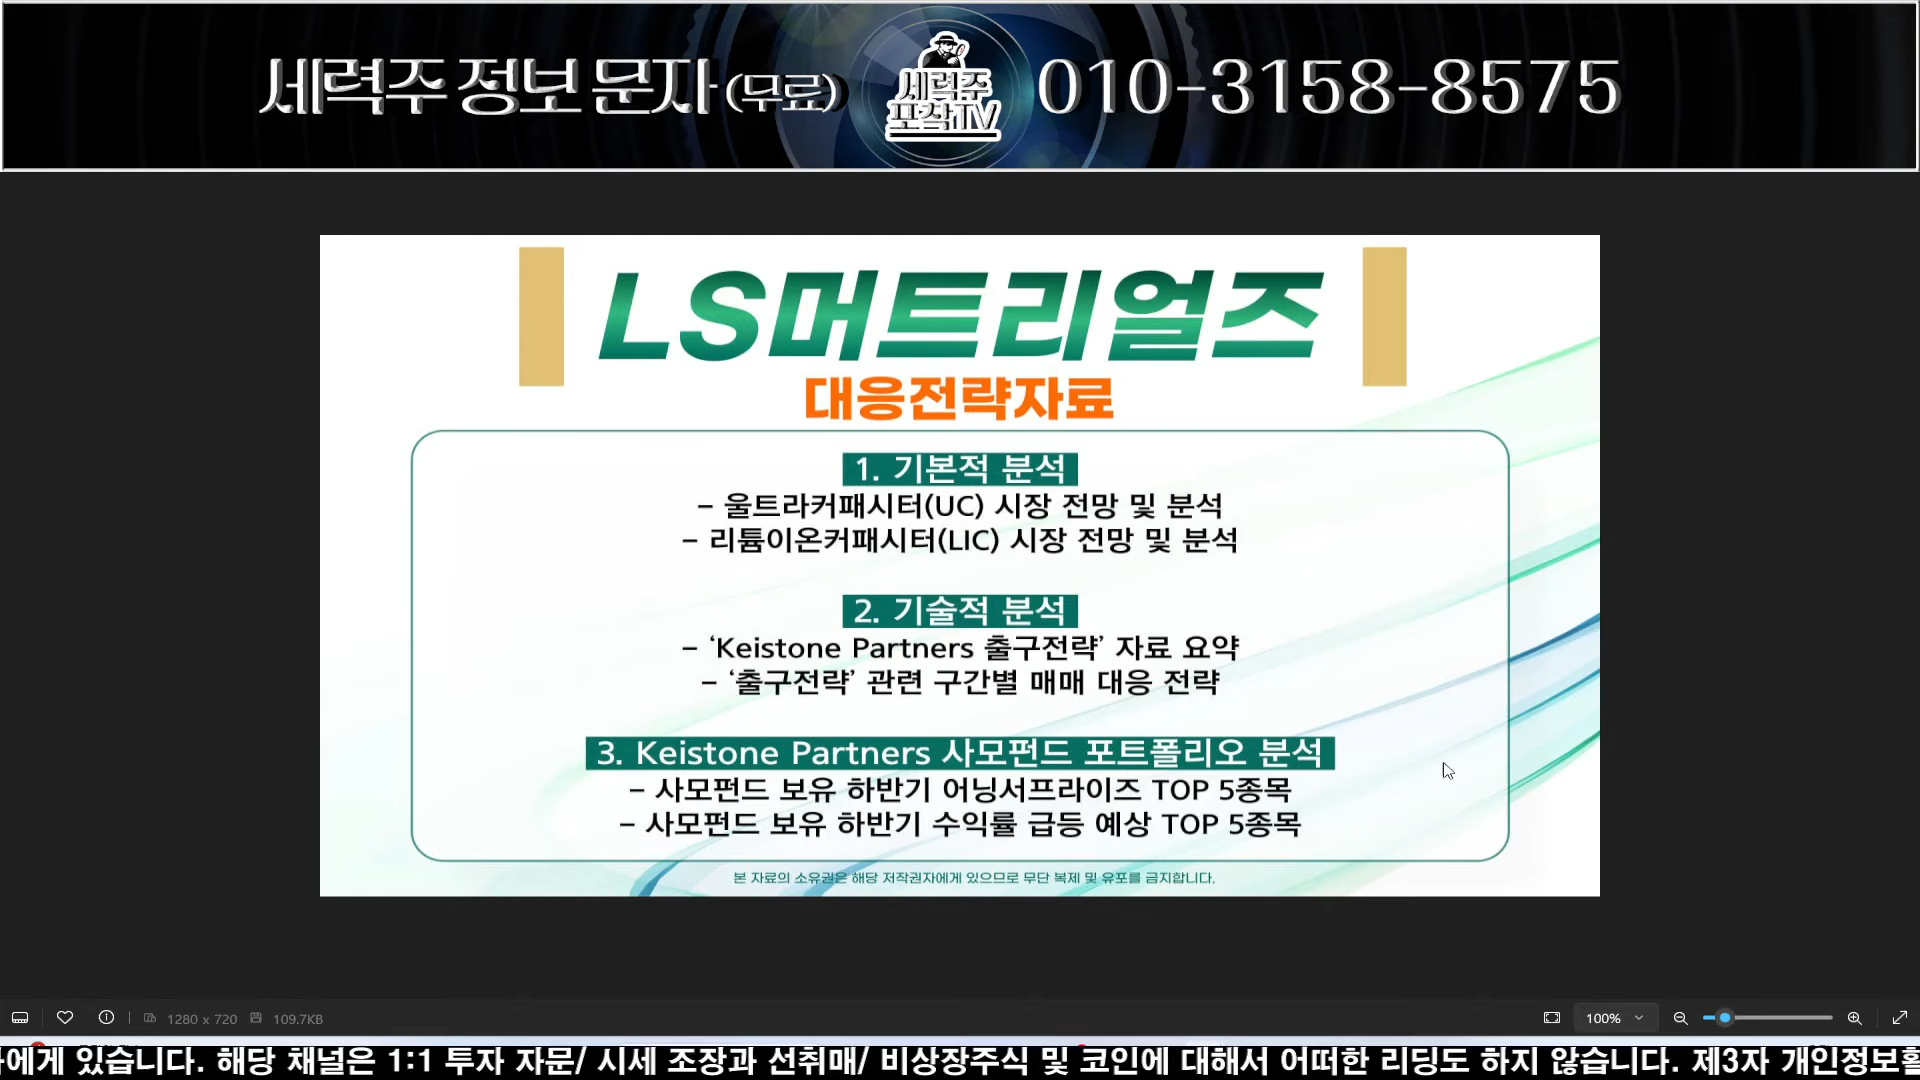 세력주 정보 문자 (무료)
세력주
포착TV
010-3158-8575
LS머트리얼즈
대응전략자료
1. 기본적 분석
- 울트라커패시터(UC) 시장 전망 및 분석
- 리튬이온커패시터(LIC) 시장 전망 및 분석
2. 기술적 분석
- ‘Keistone Partners 출구전략’ 자료 요약
- ‘출구전략’ 관련 구간별 매매 대응 전략
3. Keistone Partners 사모펀드 포트폴리오 분석
- 사모펀드 보유 하반기 어닝서프라이즈 TOP 5종목
- 사모펀드 보유 하반기 수익률 급등 예상 TOP 5종목
본 자료의 소유권은 해당 저작권자에게 있으므로 무단 복제 및 유포를 금지합니다.
1280 x 720
109.7KB
100%
에게 있습니다. 해당 채널은 1:1 투자 자문/ 시세 조장과 선취매/ 비상장주식 및 코인에 대해서 어떠한 리딩도 하지 않습니다. 제3자 개인정보